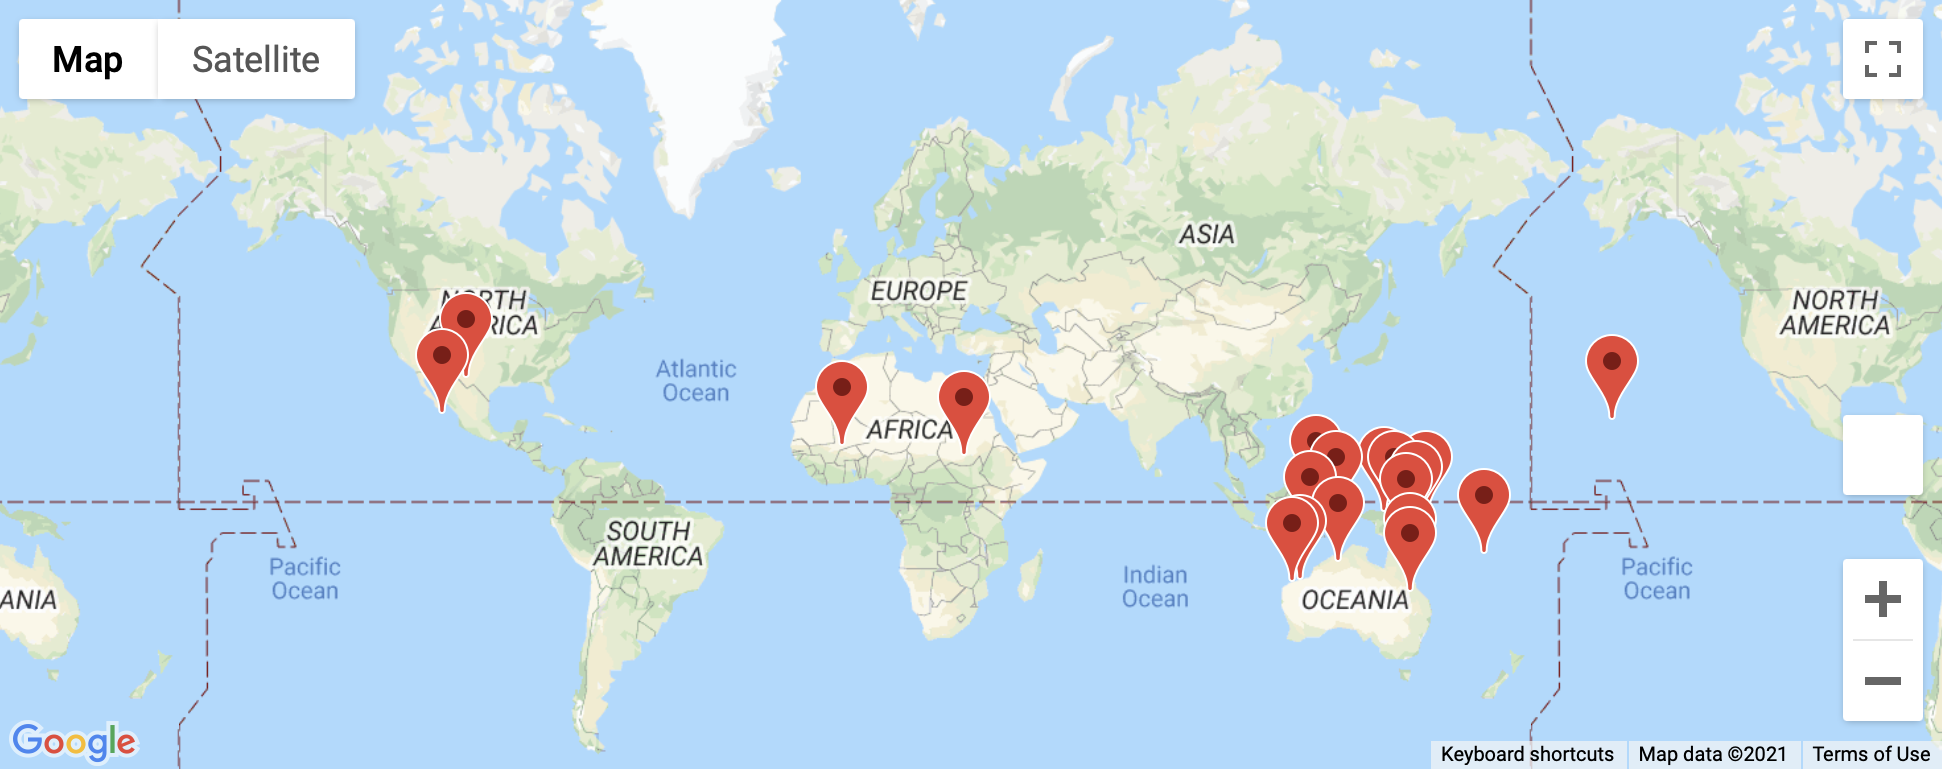 Map
Satellite
ASIA
EUROPE
NORTH
AMERICA
NORTH
AMERICA
Atlantic
Ocean
AFRICA
SOUTH
AMERICA
Pacific
Ocean
Indian
Ocean
Pacific
Ocean
ANIA
OCEANIA
Google
Keyboard shortcuts
Map data ©2021
Terms of Use